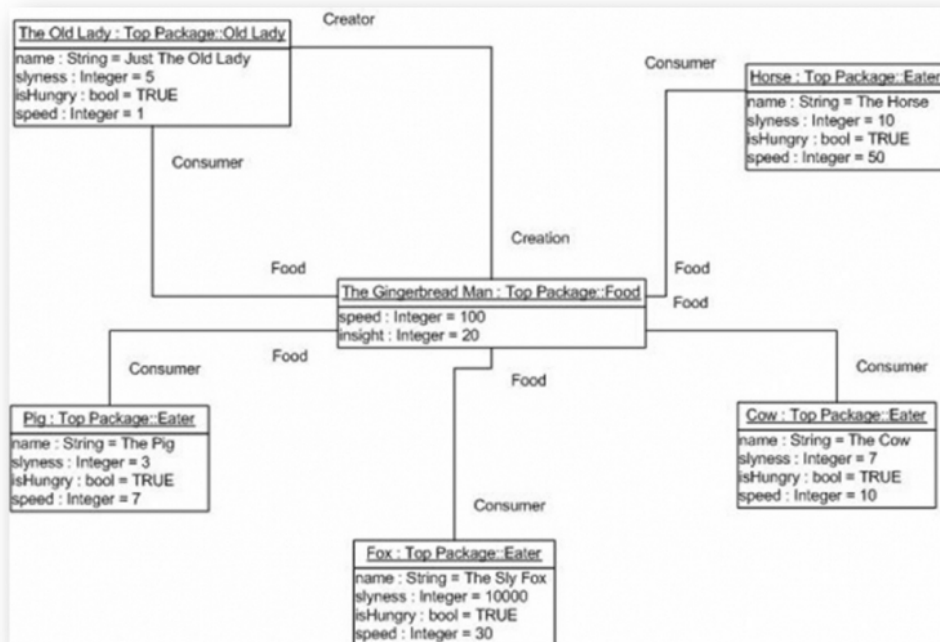 Creator
The Old Lady : Top Package::Old Lady
name : String = Just The Old Lady
slyness : Integer = 5
isHungry : bool = TRUE
speed : Integer = 1
Consumer
Horse : Top Package::Eater
name : String = The Horse
slyness : Integer = 10
isHungry : bool = TRUE
speed : Integer = 50
Consumer
Creation
Food
Food
The Gingerbread Man : Top Package::Food
speed : Integer = 100
insight : Integer = 20
Food
Food
Consumer
Food
Consumer
Pig : Top Package::Eater
name : String = The Pig
slyness : Integer = 3
isHungry : bool = TRUE
speed : Integer = 7
Cow : Top Package::Eater
name : String = The Cow
slyness : Integer = 7
isHungry : bool = TRUE
speed : Integer = 10
Consumer
Fox : Top Package::Eater
name : String = The Sly Fox
slyness : Integer = 10000
isHungry : bool = TRUE
speed : Integer = 30